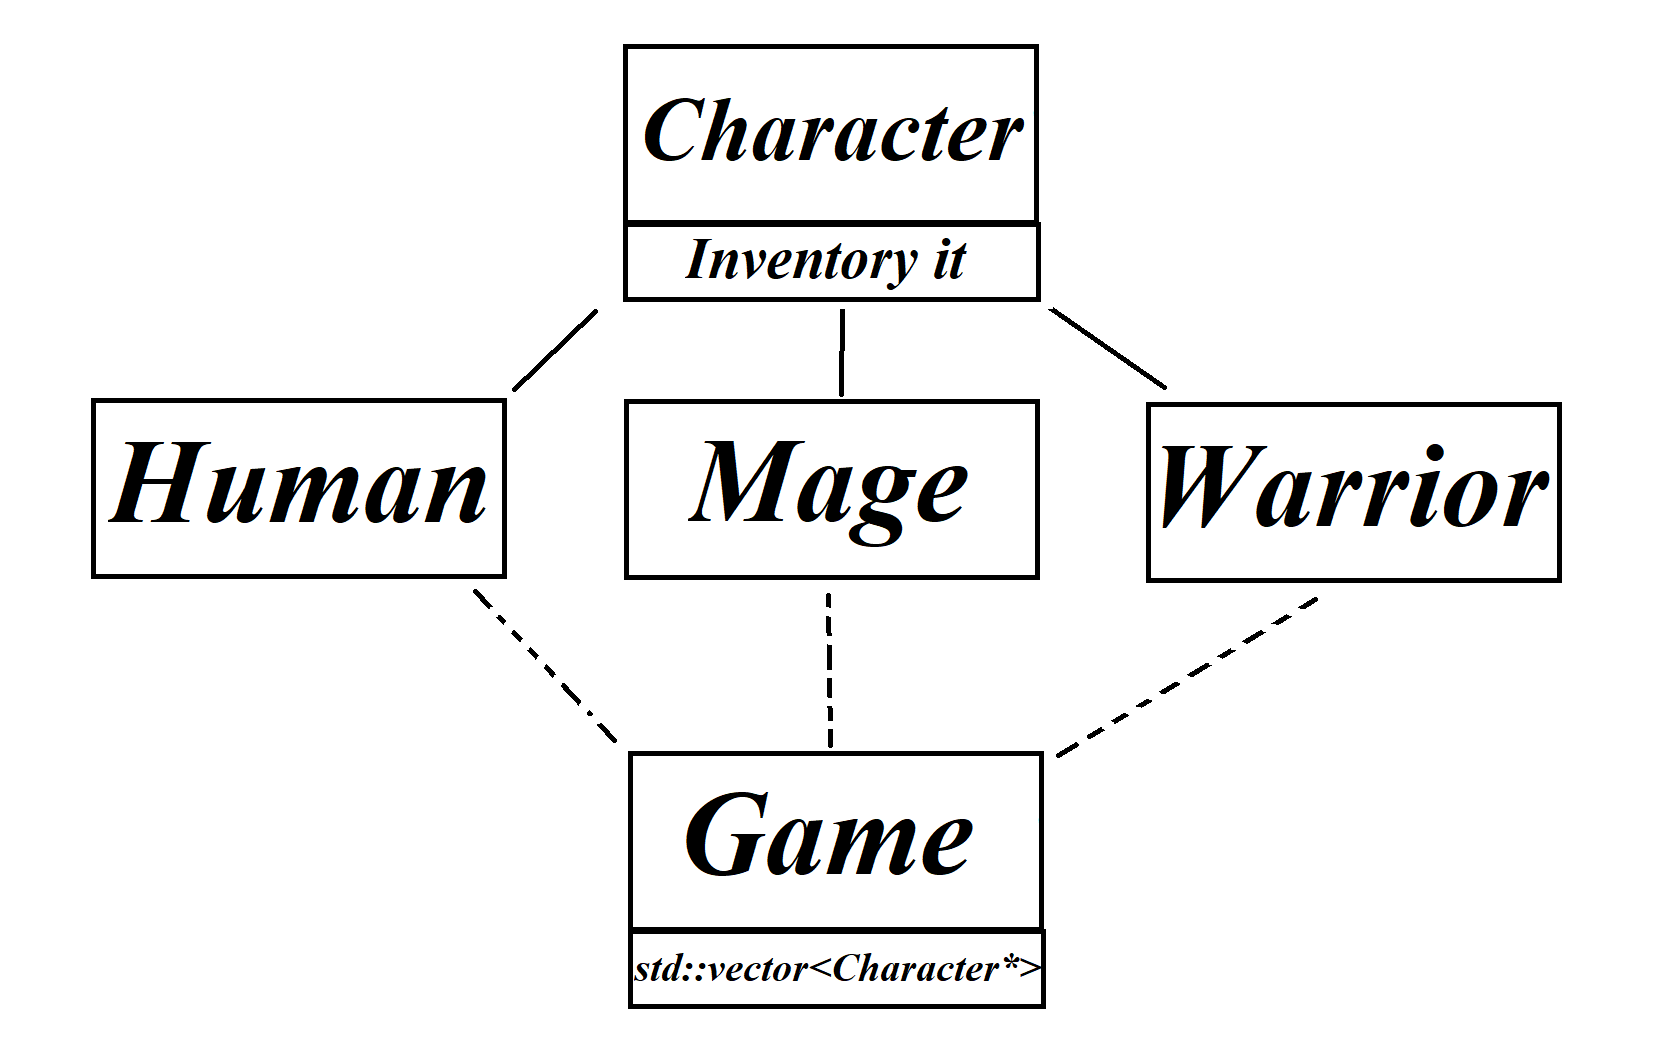 Character
Inventory it
Human
Mage
Warrior
Game
std::vector<Character*>